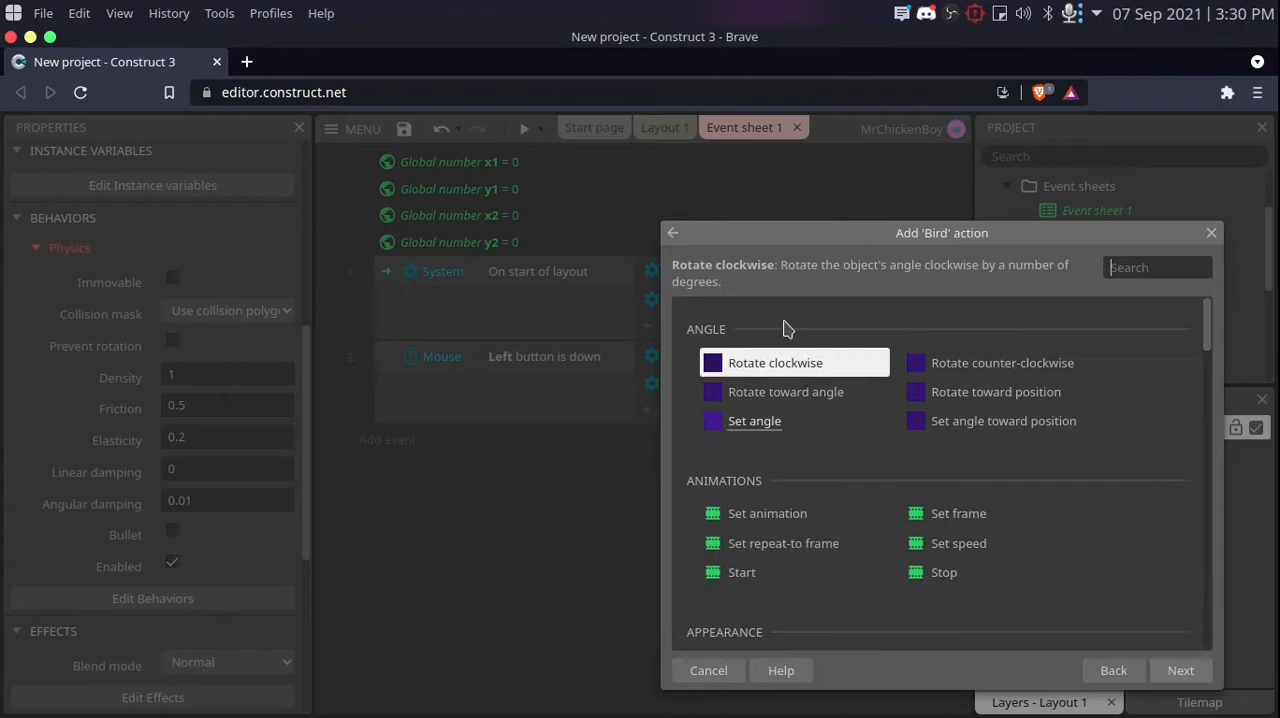 File Edit View History Tools Profiles Help 07 Sep 2021 | 3:30 PM
New project - Construct 3 - Brave
New project - Construct 3
editor.construct.net
1
PROPERTIES
INSTANCE VARIABLES
Edit Instance variables
BEHAVIORS
Physics
Immovable
Collision mask Use collision polyg
Prevent rotation
Density 1
Friction 0.5
Elasticity 0.2
Linear damping 0
Angular damping 0.01
Bullet
Enabled
Edit Behaviors
EFFECTS
Blend mode Normal
Edit Effects
MENU Start page Layout 1 Event sheet 1 MrChickenBoy
Global number x1 = 0
Global number y1 = 0
Global number x2 = 0
Global number y2 = 0
1 System On start of layout
2 Mouse Left button is down
Add event
PROJECT
Search
Event sheets
Event sheet 1
Add 'Bird' action
Rotate clockwise: Rotate the object's angle clockwise by a number of
degrees.
Search
ANGLE
Rotate clockwise Rotate counter-clockwise
Rotate toward angle Rotate toward position
Set angle Set angle toward position
ANIMATIONS
Set animation Set frame
Set repeat-to frame Set speed
Start Stop
APPEARANCE
Cancel Help Back Next
Layers - Layout 1 Tilemap